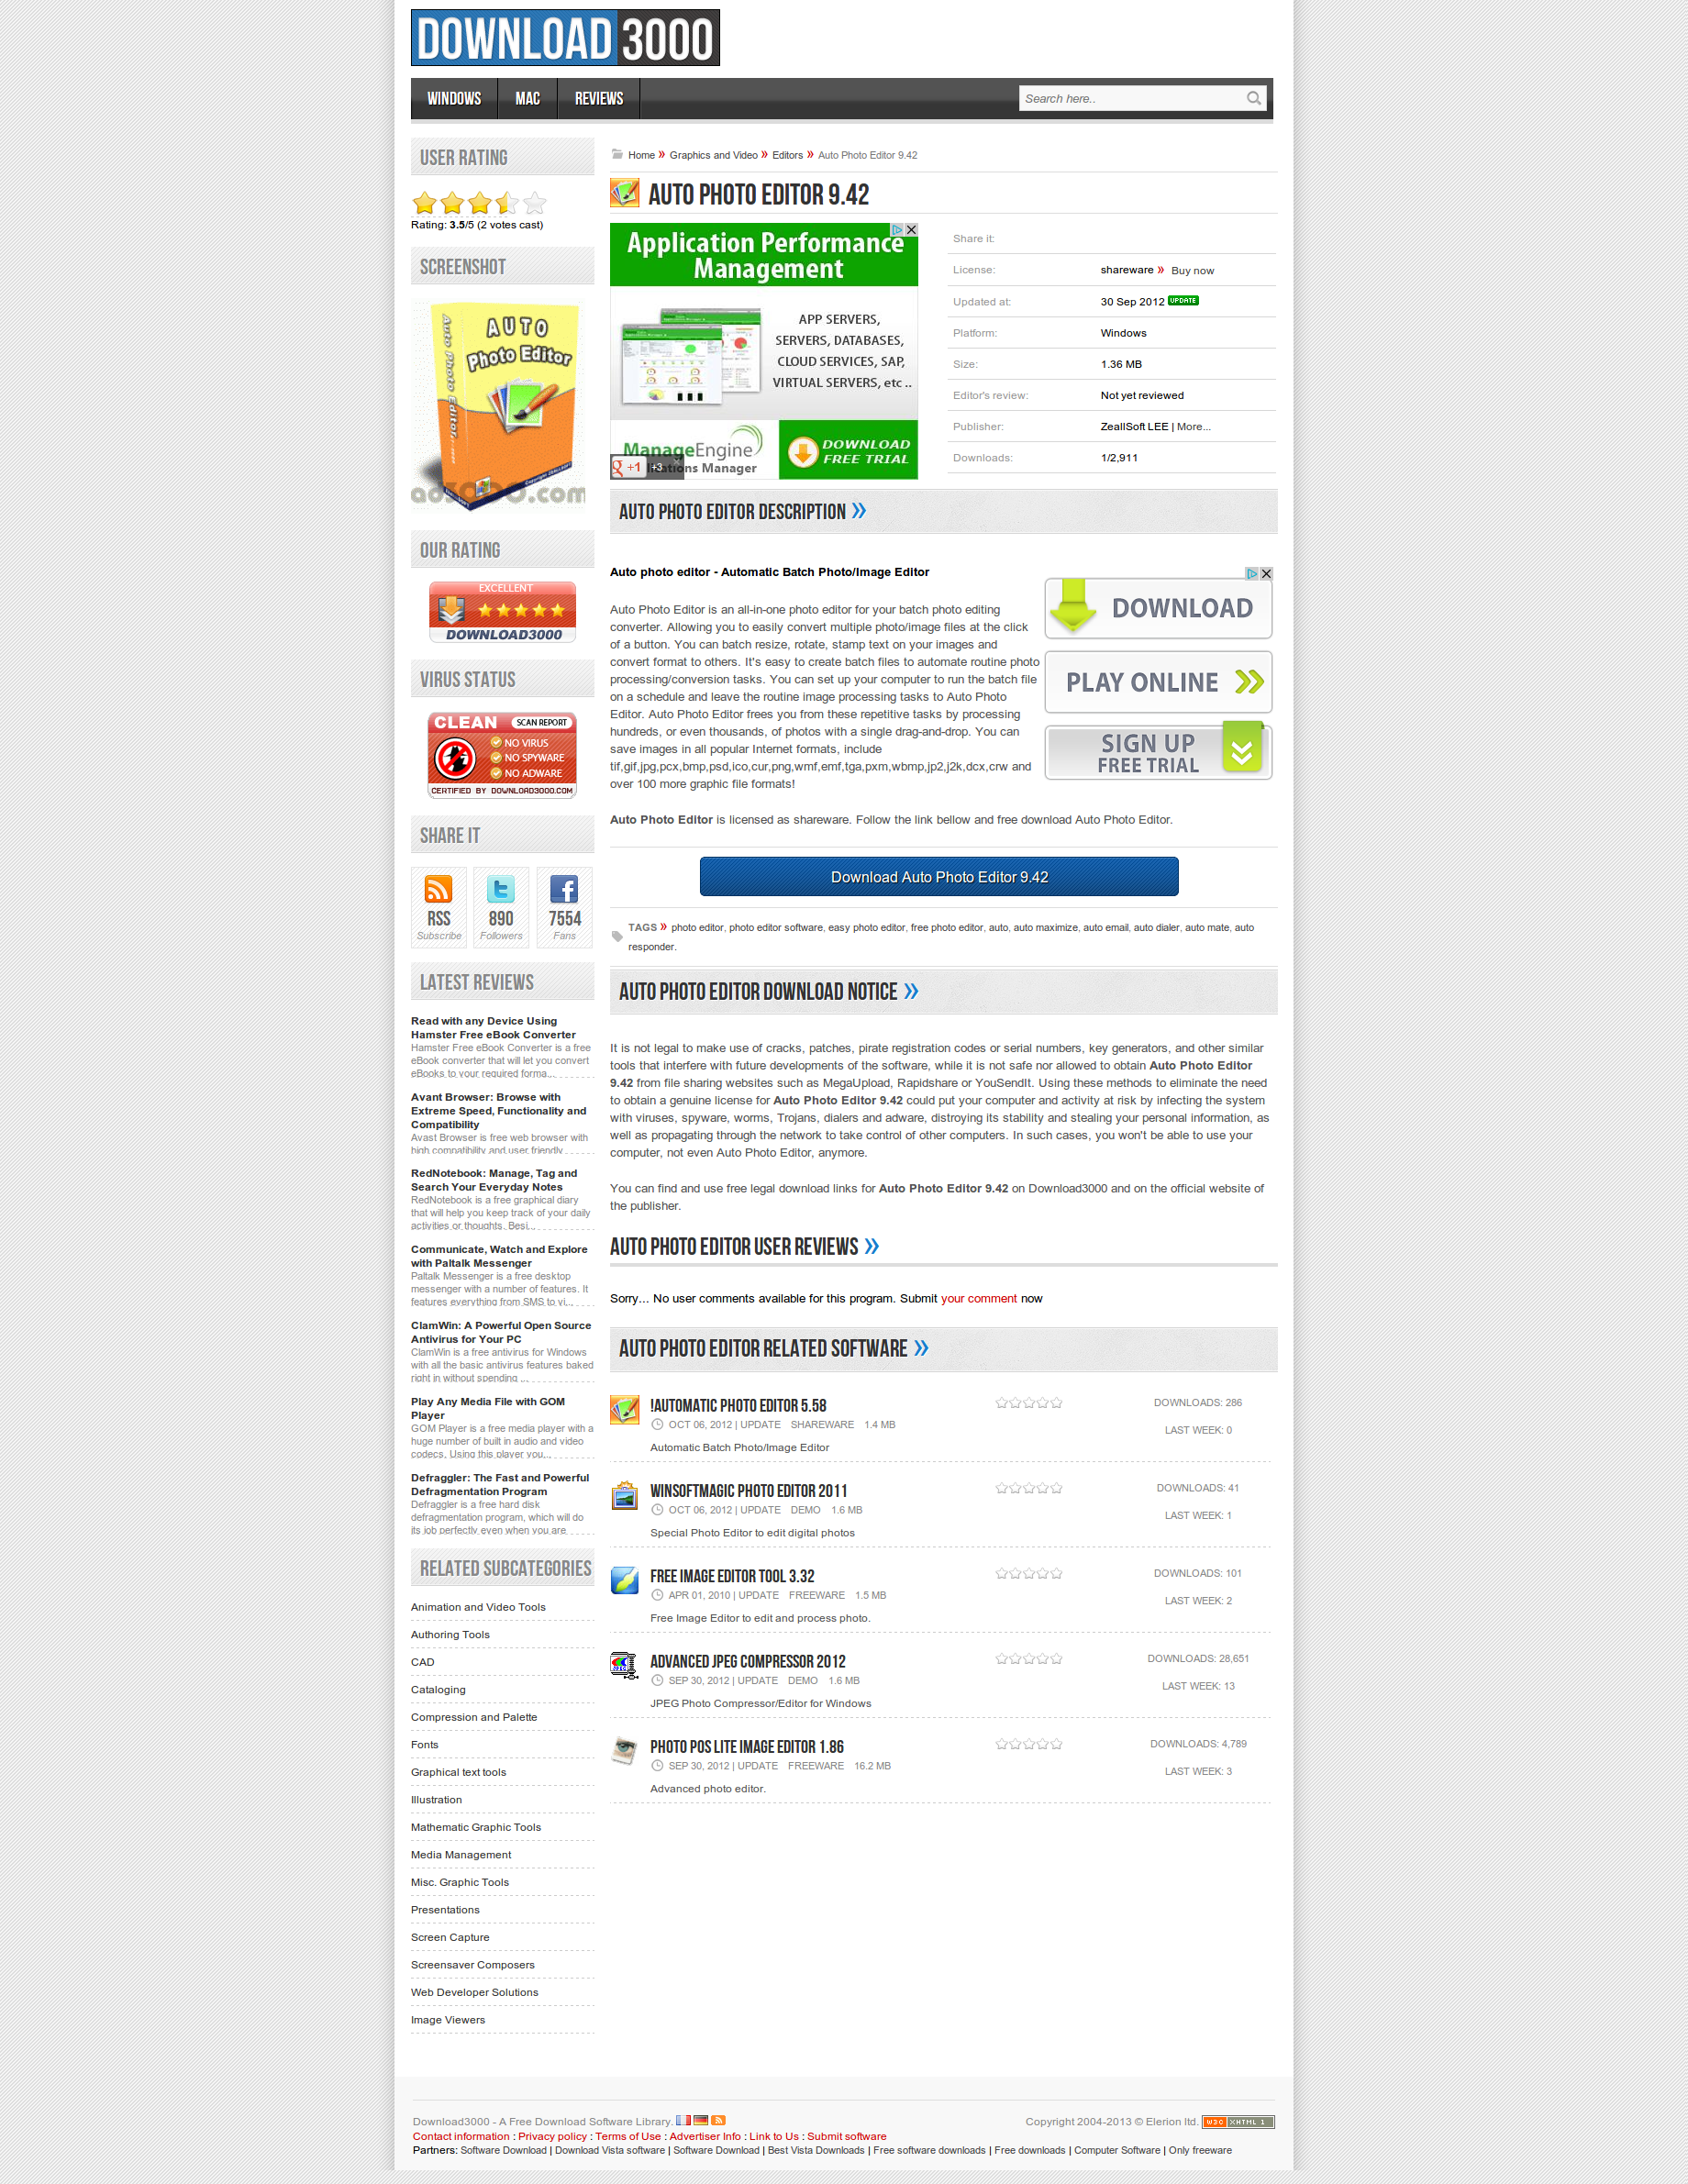 DOWNLOAD 3000
WINDOWS
MAC
REVIEWS
Search here..
USER RATING
Rating: 3.5/5 (2 votes cast)
SCREENSHOT
AUTO
Photo Editor
Auto Photo Editor
OUR RATING
EXCELLENT
DOWNLOAD3000
VIRUS STATUS
CLEAN SCAN REPORT
NO VIRUS
NO SPYWARE
NO ADWARE
CERTIFIED BY DOWNLOAD3000.COM
SHARE IT
RSS
Subscribe
890
Followers
7554
Fans
LATEST REVIEWS
Read with any Device Using
Hamster Free eBook Converter
Hamster Free eBook Converter is a free
eBook converter that will let you convert
eBooks to your required forma...
Avant Browser: Browse with
Extreme Speed, Functionality and
Compatibility
Avast Browser is free web browser with
high compatibility and user friendly
RedNotebook: Manage, Tag and
Search Your Everyday Notes
RedNotebook is a free graphical diary
that will help you keep track of your daily
activities or thoughts. Besi...
Communicate, Watch and Explore
with Paltalk Messenger
Paltalk Messenger is a free desktop
messenger with a number of features. It
features everything from SMS to vi...
ClamWin: A Powerful Open Source
Antivirus for Your PC
ClamWin is a free antivirus for Windows
with all the basic antivirus features baked
right in without spending ...
Play Any Media File with GOM
Player
GOM Player is a free media player with a
huge number of built in audio and video
codecs. Using this player you...
Defraggler: The Fast and Powerful
Defragmentation Program
Defraggler is a free hard disk
defragmentation program, which will do
its job perfectly even when you are
RELATED SUBCATEGORIES
Animation and Video Tools
Authoring Tools
CAD
Cataloging
Compression and Palette
Fonts
Graphical text tools
Illustration
Mathematic Graphic Tools
Media Management
Misc. Graphic Tools
Presentations
Screen Capture
Screensaver Composers
Web Developer Solutions
Image Viewers
Home » Graphics and Video » Editors » Auto Photo Editor 9.42
AUTO PHOTO EDITOR 9.42
Application Performance
Management
APP SERVERS,
SERVERS, DATABASES,
CLOUD SERVICES, SAP,
VIRTUAL SERVERS, etc ..
ManageEngine
Manager
+1 +3
DOWNLOAD
FREE TRIAL
Share it:
License: shareware » Buy now
Updated at: 30 Sep 2012 UPDATE
Platform: Windows
Size: 1.36 MB
Editor's review: Not yet reviewed
Publisher: ZeallSoft LEE | More...
Downloads: 1/2,911
AUTO PHOTO EDITOR DESCRIPTION »
Auto photo editor - Automatic Batch Photo/Image Editor
Auto Photo Editor is an all-in-one photo editor for your batch photo editing
converter. Allowing you to easily convert multiple photo/image files at the click
of a button. You can batch resize, rotate, stamp text on your images and
convert format to others. It's easy to create batch files to automate routine photo
processing/conversion tasks. You can set up your computer to run the batch file
on a schedule and leave the routine image processing tasks to Auto Photo
Editor. Auto Photo Editor frees you from these repetitive tasks by processing
hundreds, or even thousands, of photos with a single drag-and-drop. You can
save images in all popular Internet formats, include
tif,gif,jpg,pcx,bmp,psd,ico,cur,png,wmf,emf,tga,pxm,wbmp,jp2,j2k,dcx,crw and
over 100 more graphic file formats!
DOWNLOAD
PLAY ONLINE
SIGN UP
FREE TRIAL
Auto Photo Editor is licensed as shareware. Follow the link bellow and free download Auto Photo Editor.
Download Auto Photo Editor 9.42
TAGS » photo editor, photo editor software, easy photo editor, free photo editor, auto, auto maximize, auto email, auto dialer, auto mate, auto
responder.
AUTO PHOTO EDITOR DOWNLOAD NOTICE »
It is not legal to make use of cracks, patches, pirate registration codes or serial numbers, key generators, and other similar
tools that interfere with future developments of the software, while it is not safe nor allowed to obtain Auto Photo Editor
9.42 from file sharing websites such as MegaUpload, Rapidshare or YouSendIt. Using these methods to eliminate the need
to obtain a genuine license for Auto Photo Editor 9.42 could put your computer and activity at risk by infecting the system
with viruses, spyware, worms, Trojans, dialers and adware, distroying its stability and stealing your personal information, as
well as propagating through the network to take control of other computers. In such cases, you won't be able to use your
computer, not even Auto Photo Editor, anymore.
You can find and use free legal download links for Auto Photo Editor 9.42 on Download3000 and on the official website of
the publisher.
AUTO PHOTO EDITOR USER REVIEWS »
Sorry... No user comments available for this program. Submit your comment now
AUTO PHOTO EDITOR RELATED SOFTWARE »
!AUTOMATIC PHOTO EDITOR 5.58
OCT 06, 2012 | UPDATE SHAREWARE 1.4 MB
Automatic Batch Photo/Image Editor
DOWNLOADS: 286
LAST WEEK: 0
WINSOFTMAGIC PHOTO EDITOR 2011
OCT 06, 2012 | UPDATE DEMO 1.6 MB
Special Photo Editor to edit digital photos
DOWNLOADS: 41
LAST WEEK: 1
FREE IMAGE EDITOR TOOL 3.32
APR 01, 2010 | UPDATE FREEWARE 1.5 MB
Free Image Editor to edit and process photo.
DOWNLOADS: 101
LAST WEEK: 2
ADVANCED JPEG COMPRESSOR 2012
SEP 30, 2012 | UPDATE DEMO 1.6 MB
JPEG Photo Compressor/Editor for Windows
DOWNLOADS: 28,651
LAST WEEK: 13
PHOTO POS LITE IMAGE EDITOR 1.86
SEP 30, 2012 | UPDATE FREEWARE 16.2 MB
Advanced photo editor.
DOWNLOADS: 4,789
LAST WEEK: 3
Download3000 - A Free Download Software Library.
Copyright 2004-2013 © Elerion ltd. W3C XHTML 1
Contact information : Privacy policy : Terms of Use : Advertiser Info : Link to Us : Submit software
Partners: Software Download | Download Vista software | Software Download | Best Vista Downloads | Free software downloads | Free downloads | Computer Software | Only freeware